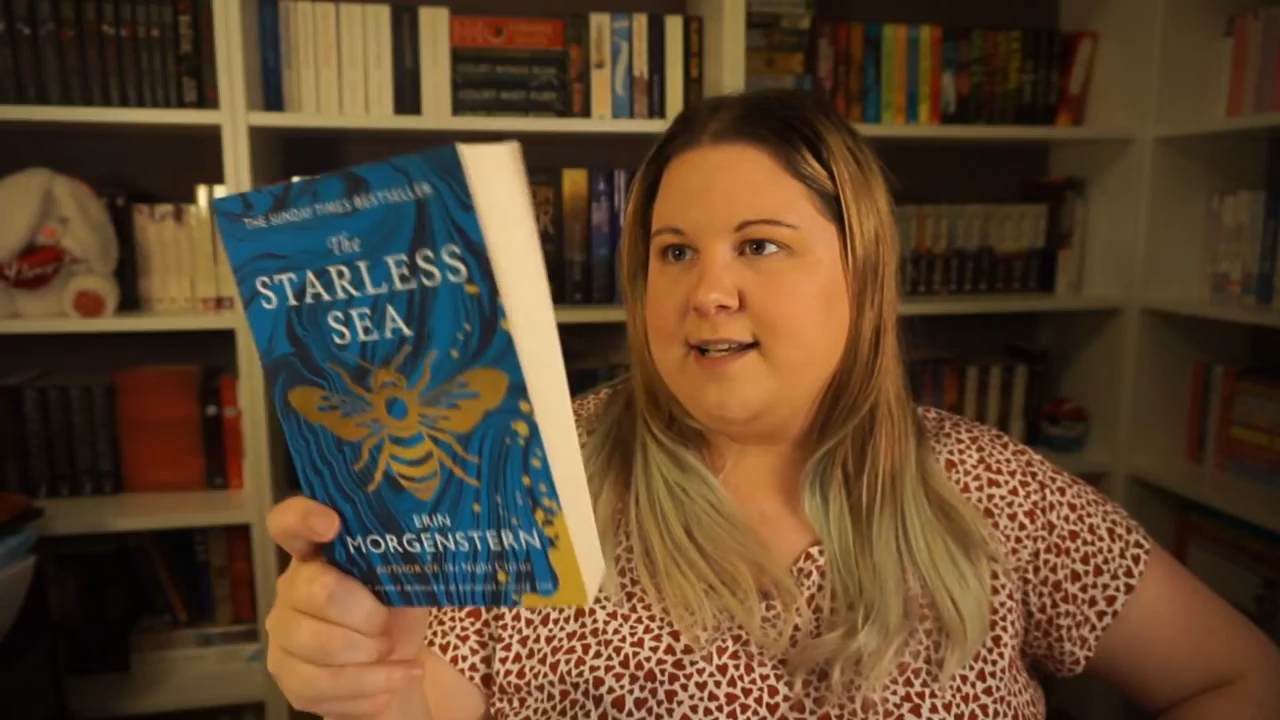 THE SUNDAY TIMES BESTSELLER
The
STARLESS
SEA
ERIN
MORGENSTERN
AUTHOR OF The Night Circus